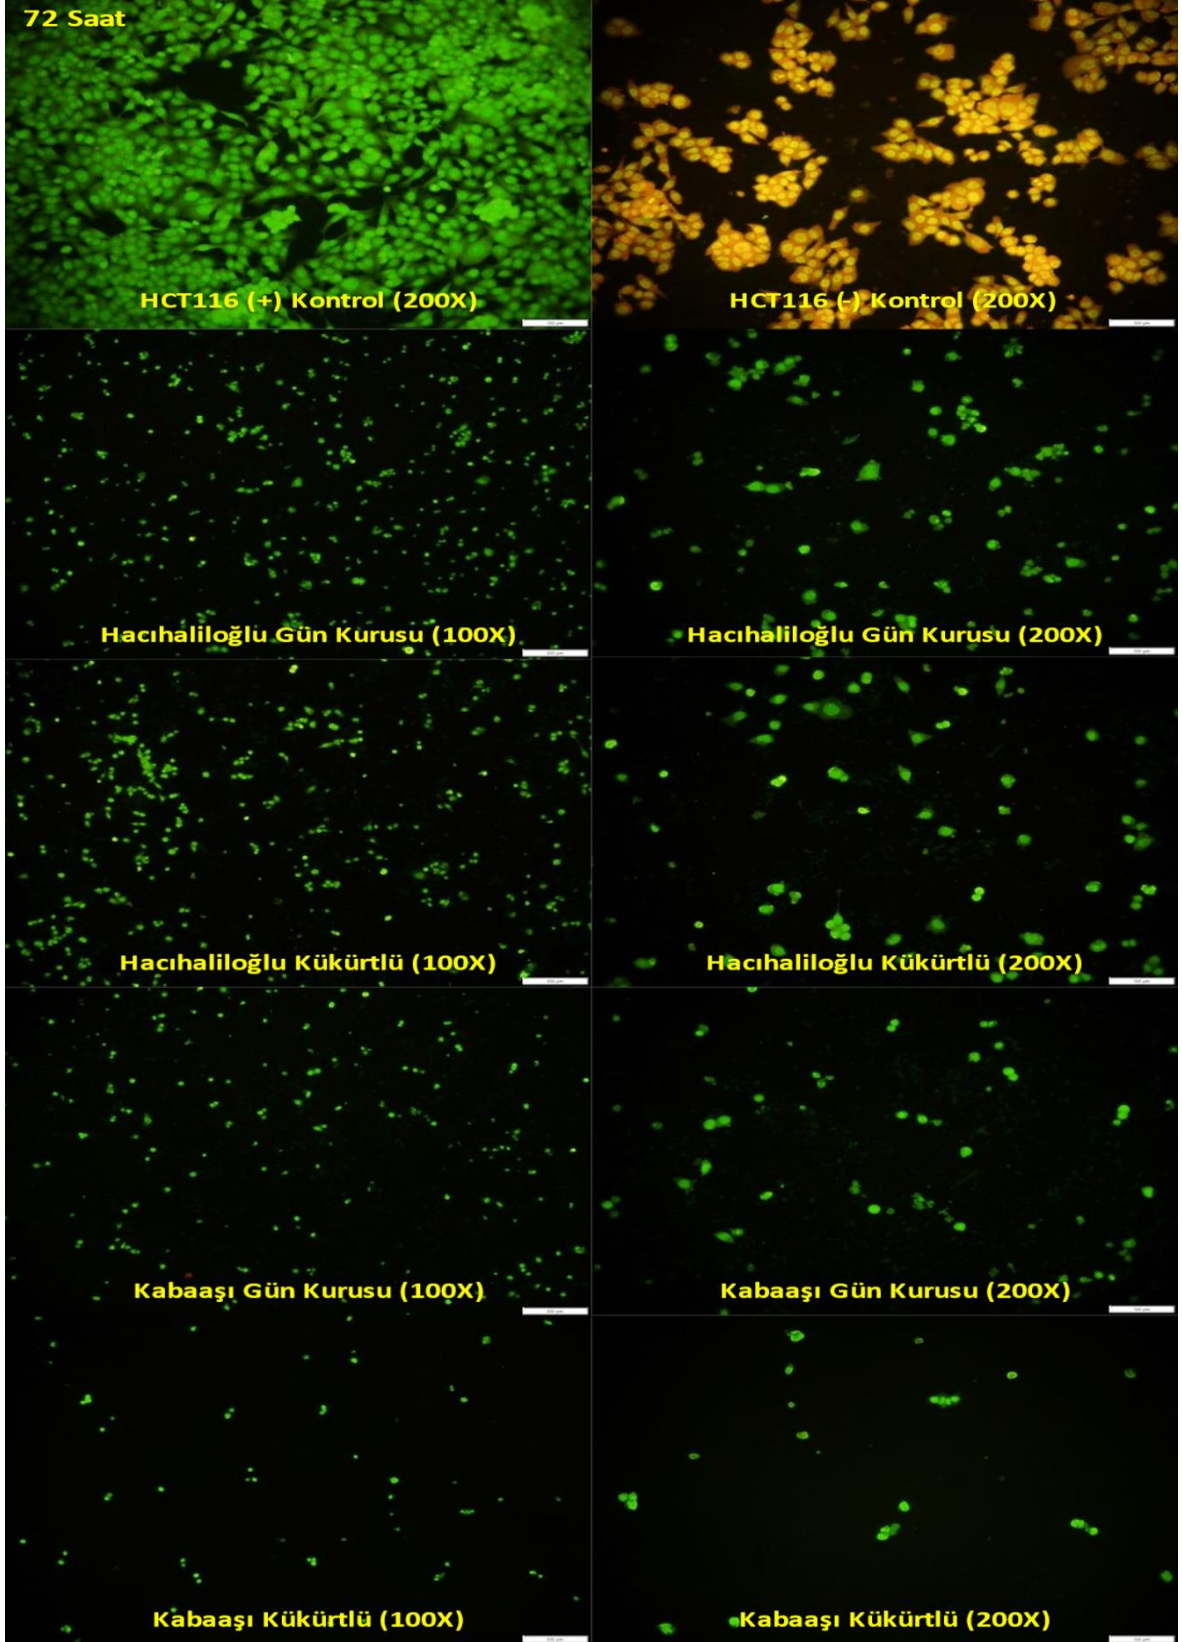 72 Saat
HCT116 (+) Kontrol (200X)
HCT116 (-) Kontrol (200X)
Hacıhaliloğlu Gün Kurusu (100X)
Hacıhaliloğlu Gün Kurusu (200X)
Hacıhaliloğlu Kükürtlü (100X)
Hacıhaliloğlu Kükürtlü (200X)
Kabaaşı Gün Kurusu (100X)
Kabaaşı Gün Kurusu (200X)
Kabaaşı Kükürtlü (100X)
Kabaaşı Kükürtlü (200X)